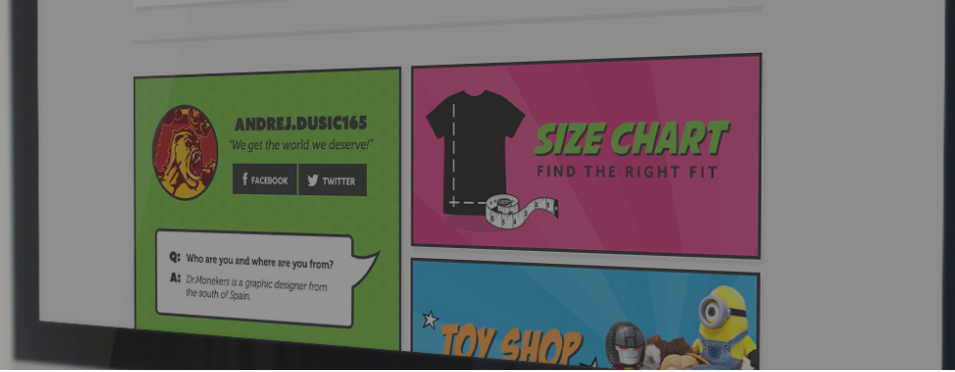 ANDREJ.DUSIC165
"We get the world we deserve!"
FACEBOOK
TWITTER
Q: Who are you and where are you from?
A: Dr.Monekers is a graphic designer from
the south of Spain.
SIZE CHART
FIND THE RIGHT FIT
TOY SHOP